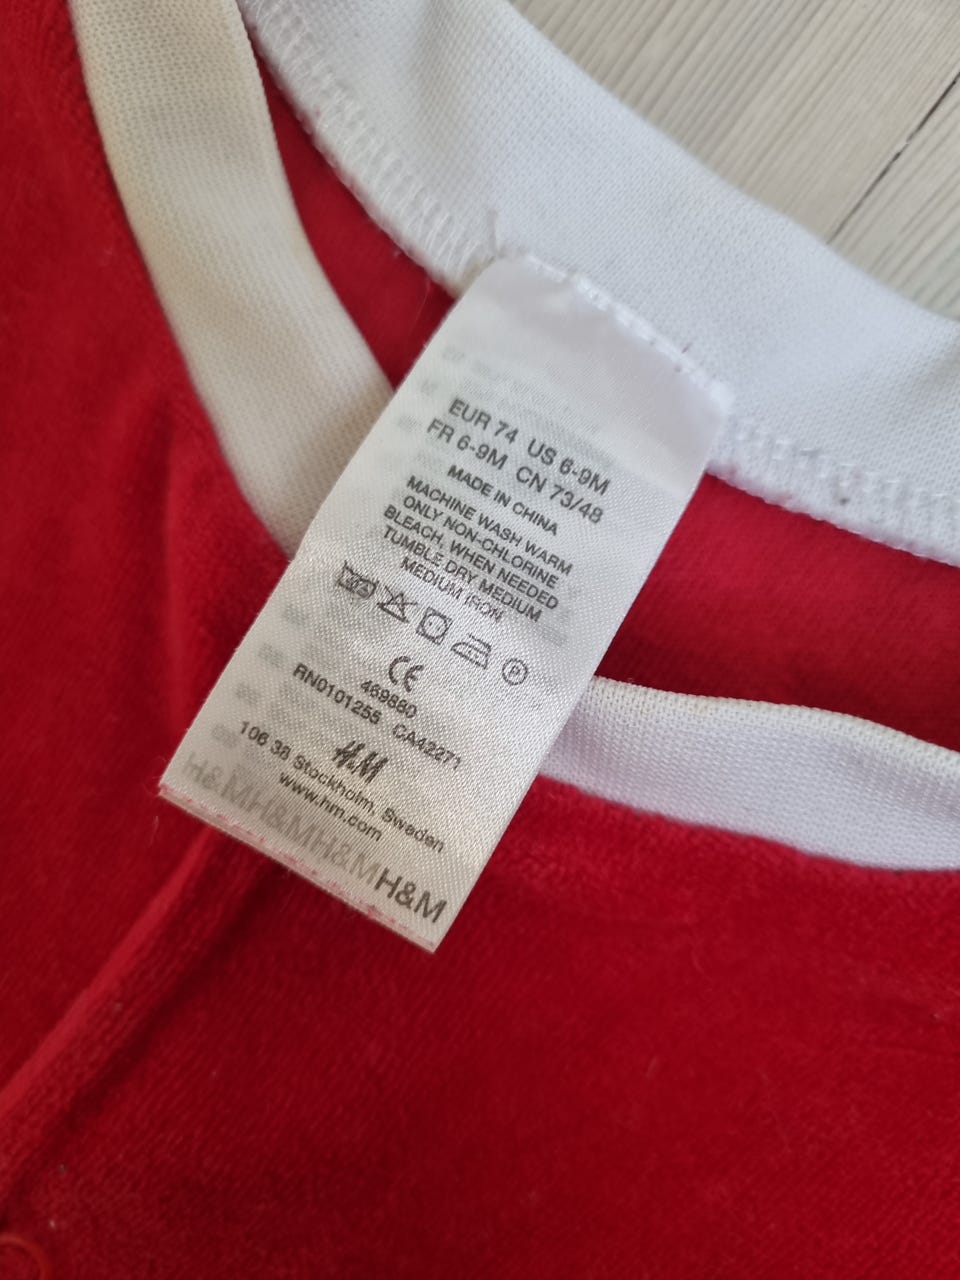 EUR 74 US 6-9M
FR 6-9M CN 73/48
MADE IN CHINA
MACHINE WASH WARM
ONLY NON-CHLORINE
BLEACH, WHEN NEEDED
TUMBLE DRY MEDIUM
MEDIUM IRON
P
CE
469880
RN0101255 CA42271
H&M
106 38 Stockholm, Sweden
www.hm.com
H&MH&MH&MH&M